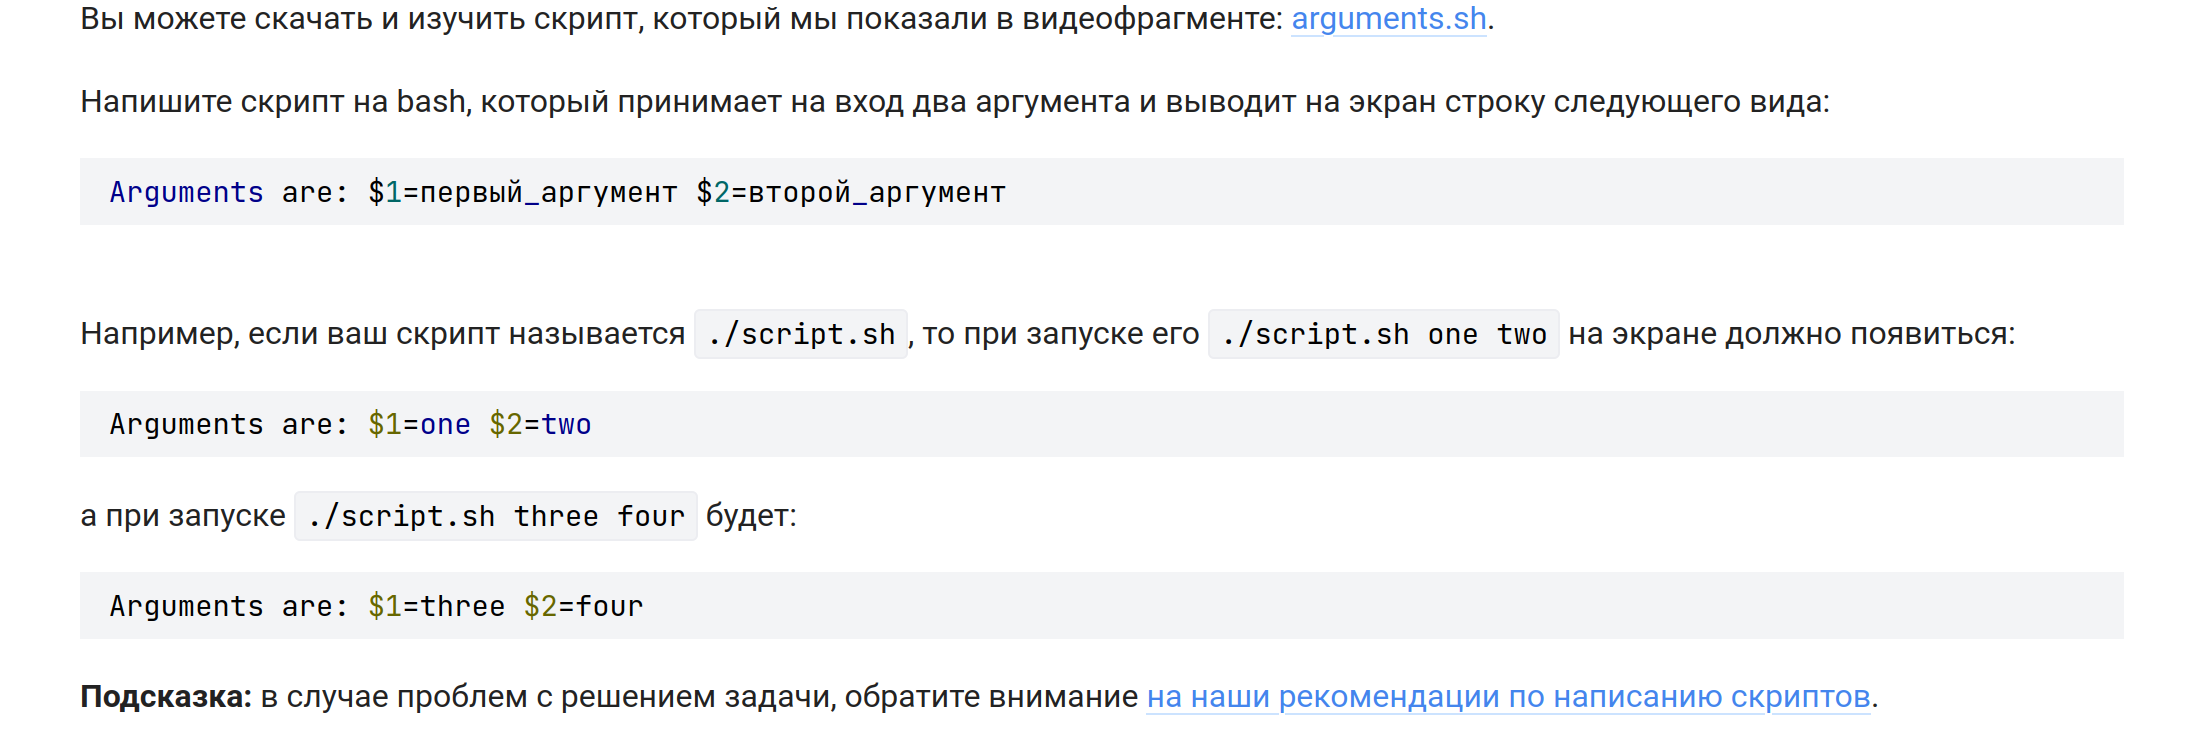 Вы можете скачать и изучить скрипт, который мы показали в видеофрагменте: arguments.sh.
Напишите скрипт на bash, который принимает на вход два аргумента и выводит на экран строку следующего вида:
Arguments are: $1=первый_аргумент $2=второй_аргумент
Например, если ваш скрипт называется ./script.sh, то при запуске его ./script.sh one two на экране должно появиться:
Arguments are: $1=one $2=two
а при запуске ./script.sh three four будет:
Arguments are: $1=three $2=four
Подсказка: в случае проблем с решением задачи, обратите внимание на наши рекомендации по написанию скриптов.